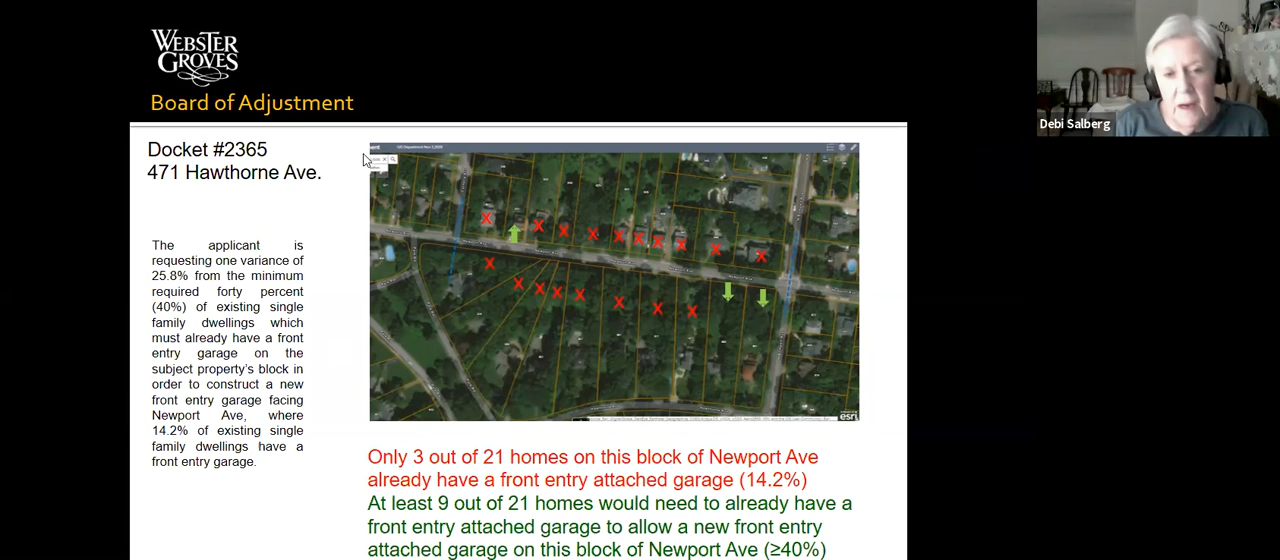 WEBSTER
GROVES
Board of Adjustment
Debi Salberg
Docket #2365
471 Hawthorne Ave.
The applicant is
requesting one variance of
25.8% from the minimum
required forty percent
(40%) of existing single
family dwellings which
must already have a front
entry garage on the
subject property's block in
order to construct a new
front entry garage facing
Newport Ave, where
14.2% of existing single
family dwellings have a
front entry garage.
esri
Only 3 out of 21 homes on this block of Newport Ave
already have a front entry attached garage (14.2%)
At least 9 out of 21 homes would need to already have a
front entry attached garage to allow a new front entry
attached garage on this block of Newport Ave (≥40%)